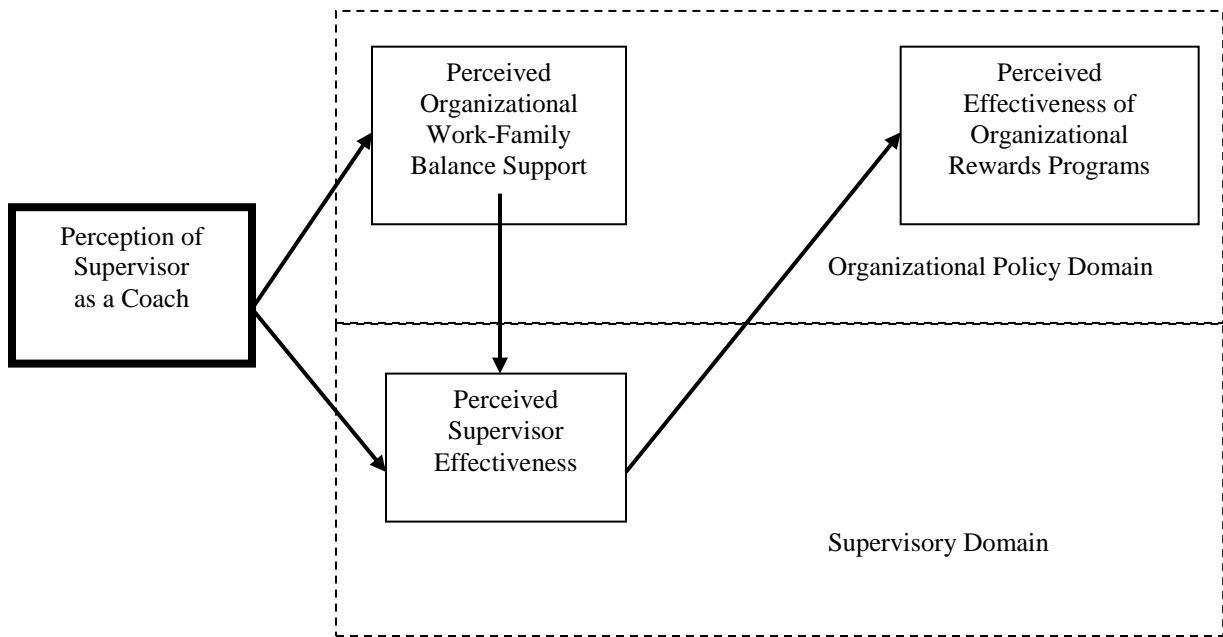 Perceived
Organizational
Work-Family
Balance Support
Perceived
Effectiveness of
Organizational
Rewards Programs
Perception of
Supervisor
as a Coach
Organizational Policy Domain
Perceived
Supervisor
Effectiveness
Supervisory Domain